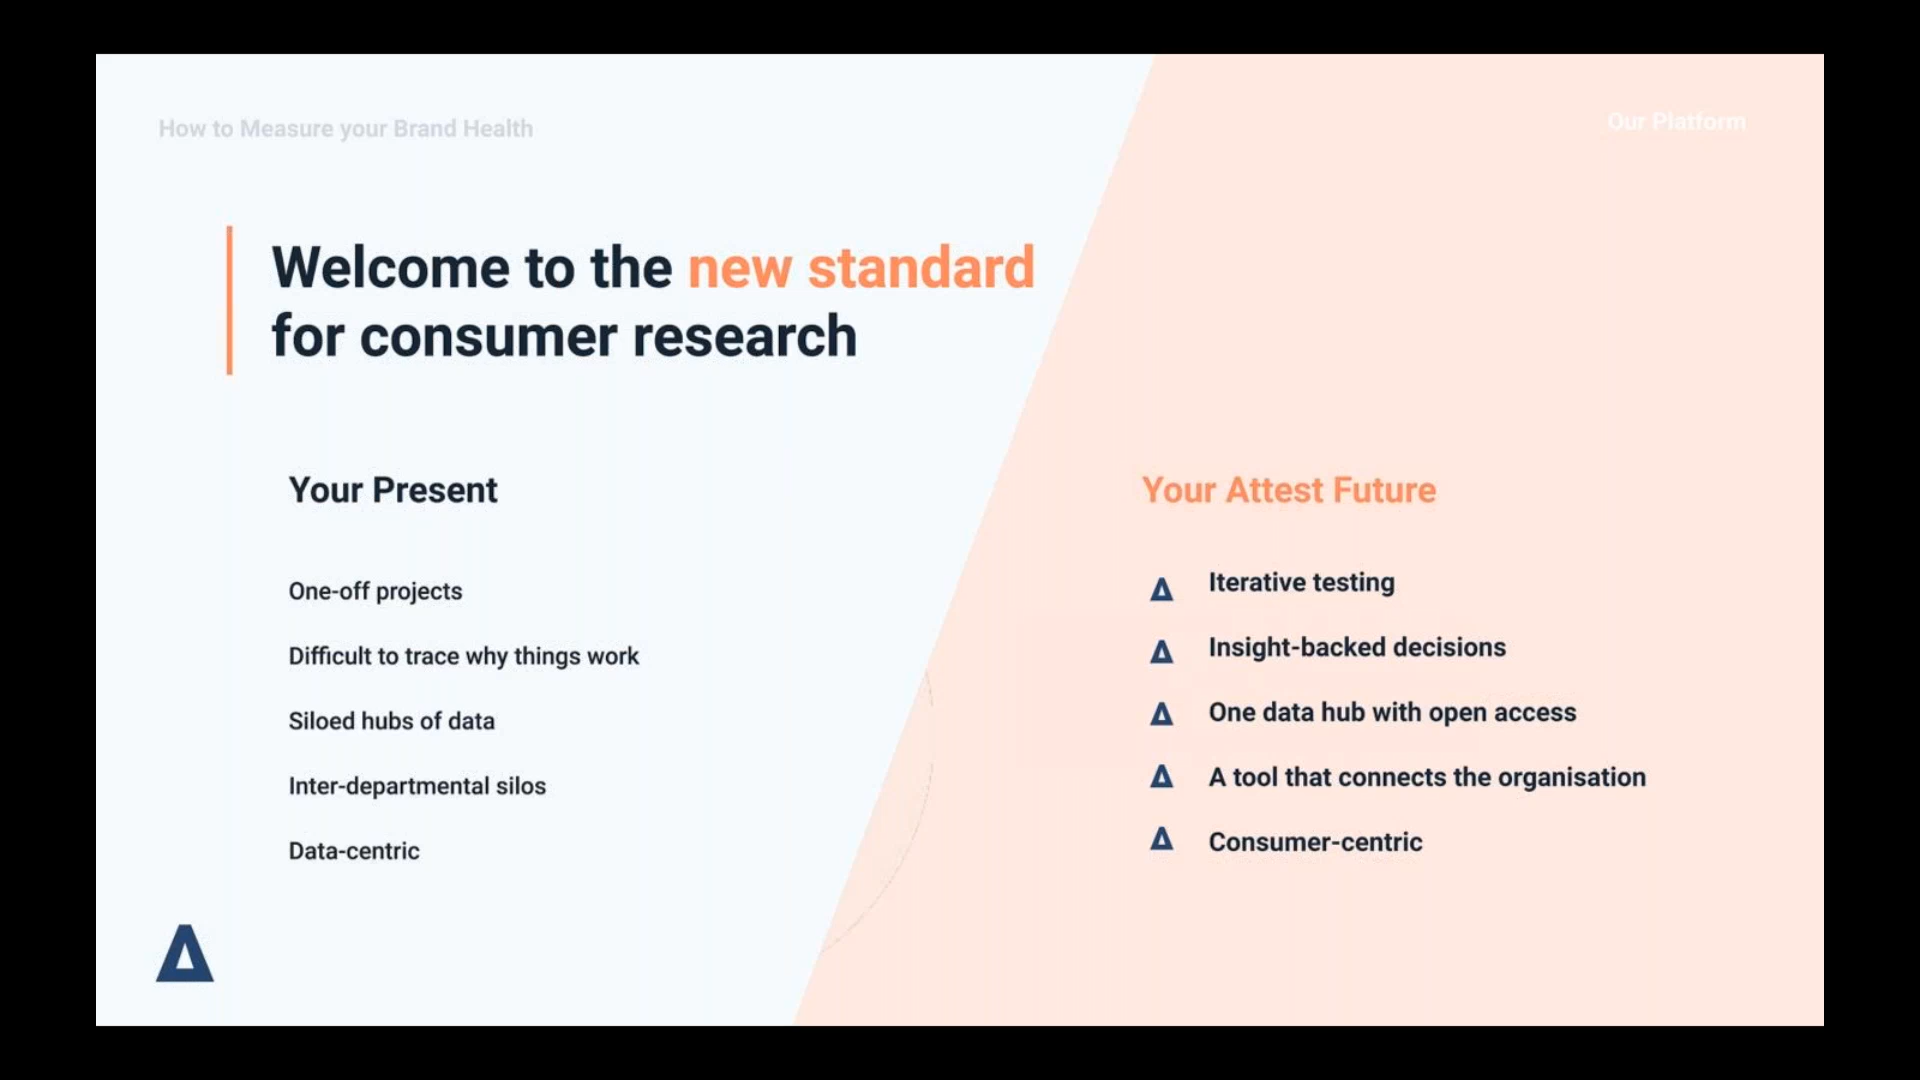 How to Measure your Brand Health
Our Platform
Welcome to the new standard
for consumer research
Your Present
One-off projects
Difficult to trace why things work
Siloed hubs of data
Inter-departmental silos
Data-centric
Your Attest Future
Iterative testing
Insight-backed decisions
One data hub with open access
A tool that connects the organisation
Consumer-centric